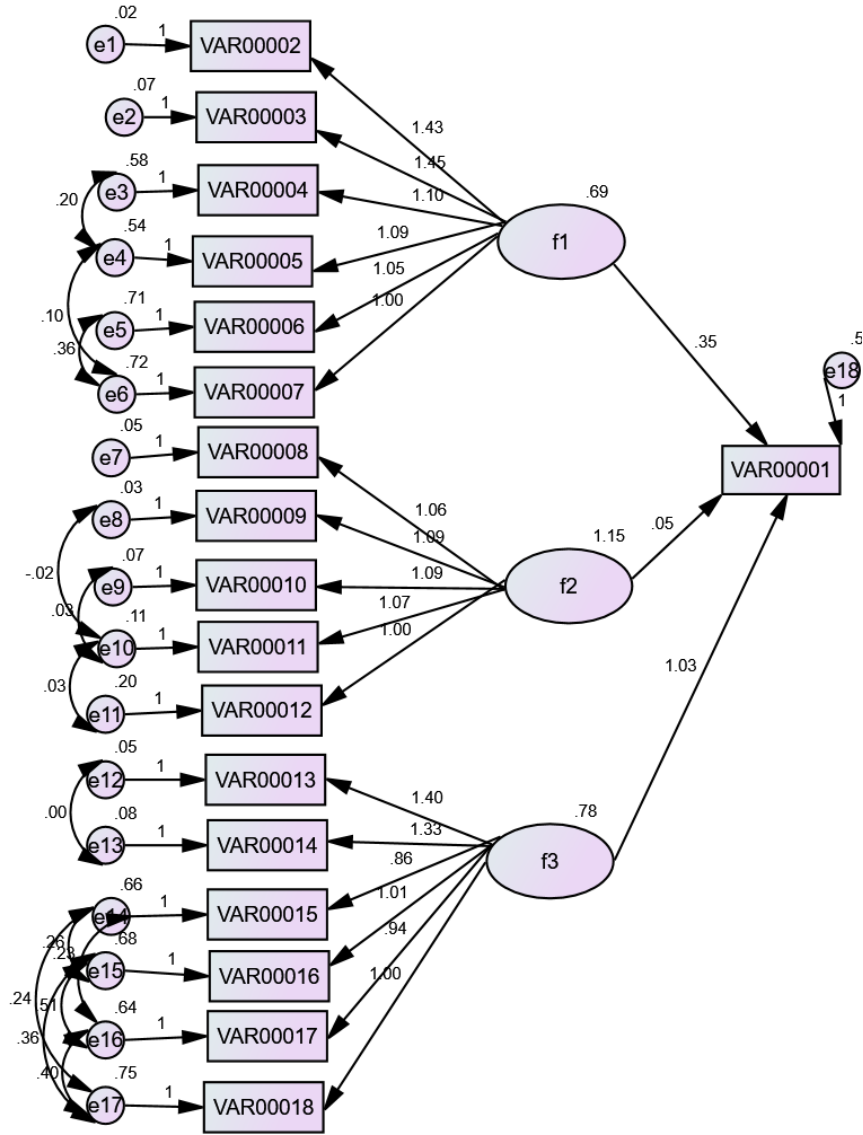 .02
e1 1 VAR00002
.07
e2 1 VAR00003
1.43
1.45
.58
e3 1 VAR00004
1.10
.69
.20
.54
e4 1 VAR00005
1.09
f1
1.05
.71
e5 1 VAR00006
1.00
.10
.36
.72
e6 1 VAR00007
.35
.5
e18
1
.05
e7 1 VAR00008
VAR00001
.03
e8 1 VAR00009
1.06
1.09
1.15
.05
-.02
.07
e9 1 VAR00010
1.09
f2
.03
.11
e10 1 VAR00011
1.07
1.00
.03
.20
e11 1 VAR00012
1.03
.05
e12 1 VAR00013
1.40
.00
.08
e13 1 VAR00014
1.33
.78
.86
f3
.66
e14 1 VAR00015
1.01
.94
.26
.23
.68
e15 1 VAR00016
1.00
.24
.51
.64
e16 1 VAR00017
.36
.40
.75
e17 1 VAR00018